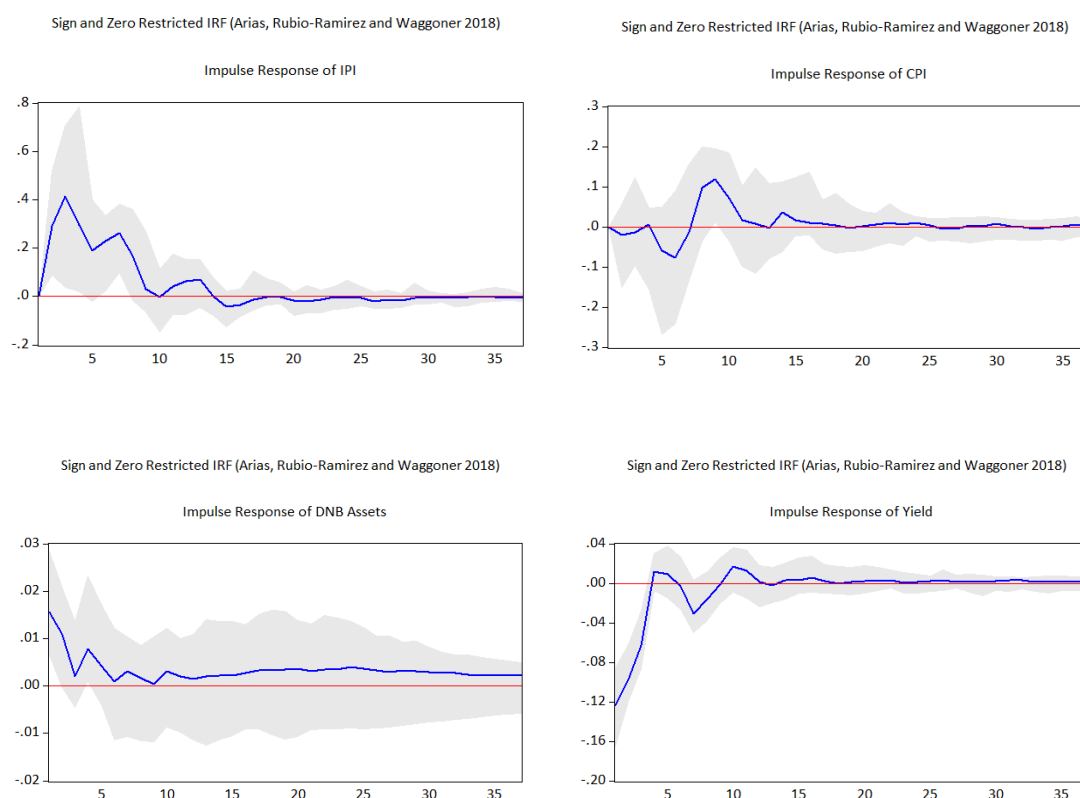 Sign and Zero Restricted IRF (Arias, Rubio-Ramirez and Waggoner 2018)
Impulse Response of IPI
.8
.6
.4
.2
.0
-.2
5 10 15 20 25 30 35
Sign and Zero Restricted IRF (Arias, Rubio-Ramirez and Waggoner 2018)
Impulse Response of CPI
.3
.2
.1
.0
-.1
-.2
-.3
5 10 15 20 25 30 35
Sign and Zero Restricted IRF (Arias, Rubio-Ramirez and Waggoner 2018)
Impulse Response of DNB Assets
.03
.02
.01
.00
-.01
-.02
5 10 15 20 25 30 35
Sign and Zero Restricted IRF (Arias, Rubio-Ramirez and Waggoner 2018)
Impulse Response of Yield
.04
.00
-.04
-.08
-.12
-.16
-.20
5 10 15 20 25 30 35